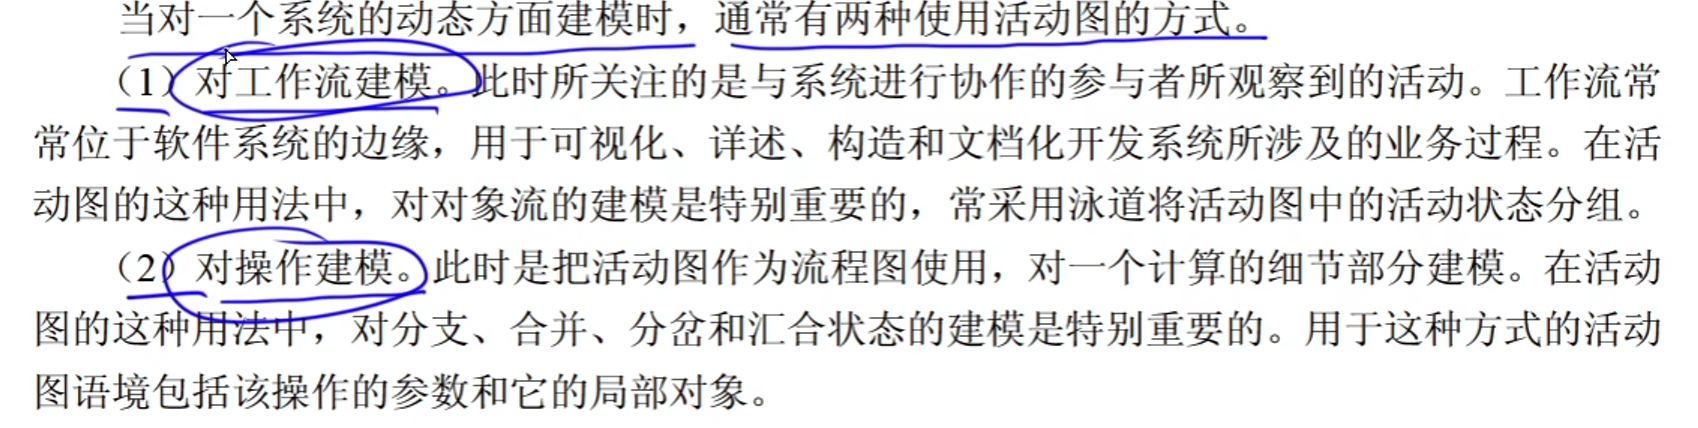 当对一个系统的动态方面建模时，通常有两种使用活动图的方式。
（1）对工作流建模。此时所关注的是与系统进行协作的参与者所观察到的活动。工作流常
常位于软件系统的边缘，用于可视化、详述、构造和文档化开发系统所涉及的业务过程。在活
动图的这种用法中，对对象流的建模是特别重要的，常采用泳道将活动图中的活动状态分组。
（2）对操作建模。此时是把活动图作为流程图使用，对一个计算的细节部分建模。在活动
图的这种用法中，对分支、合并、分岔和汇合状态的建模是特别重要的。用于这种方式的活动
图语境包括该操作的参数和它的局部对象。